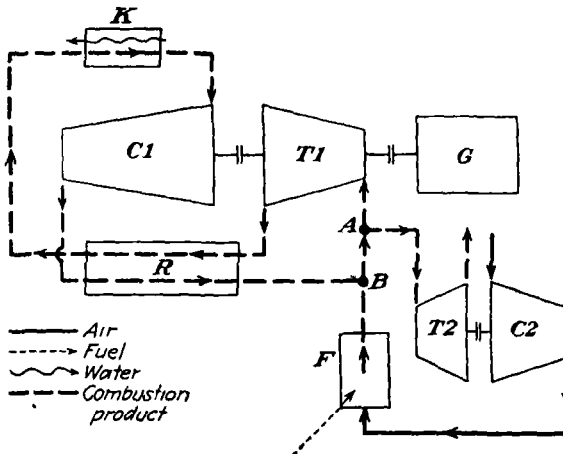 K
C1
T1
G
A
R
B
T2
C2
F
Air
Fuel
Water
Combustion
product